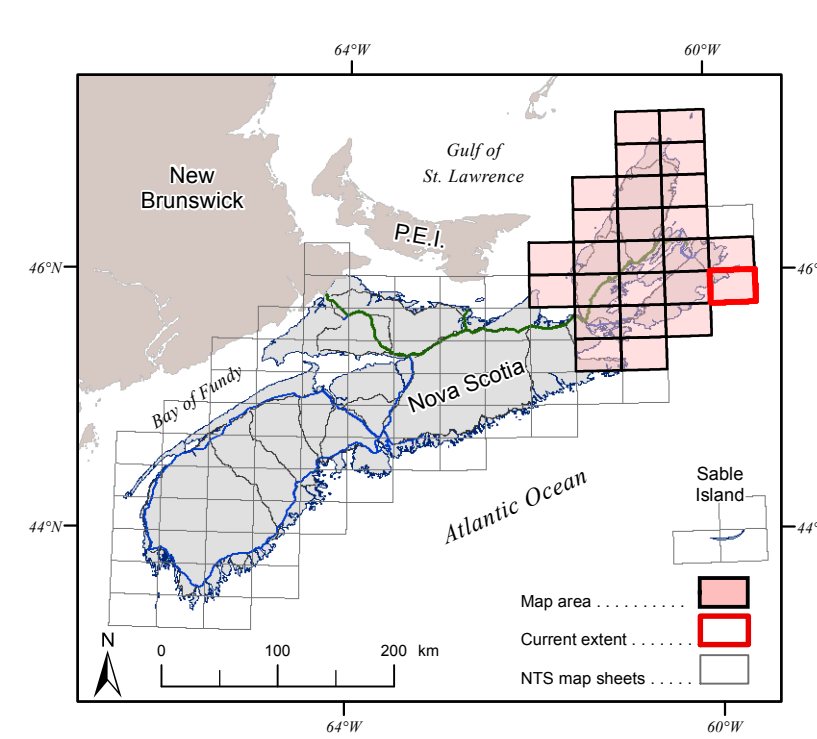 64°W
60°W
Gulf of
St. Lawrence
New
Brunswick
P.E.I.
46°N
46°
Nova Scotia
Bay of Fundy
Sable
Island
Atlantic Ocean
44°N
44°
Map area . . . . . . . . . .
Current extent . . . . . . .
NTS map sheets . . . . .
N
0 100 200 km
64°W
60°W